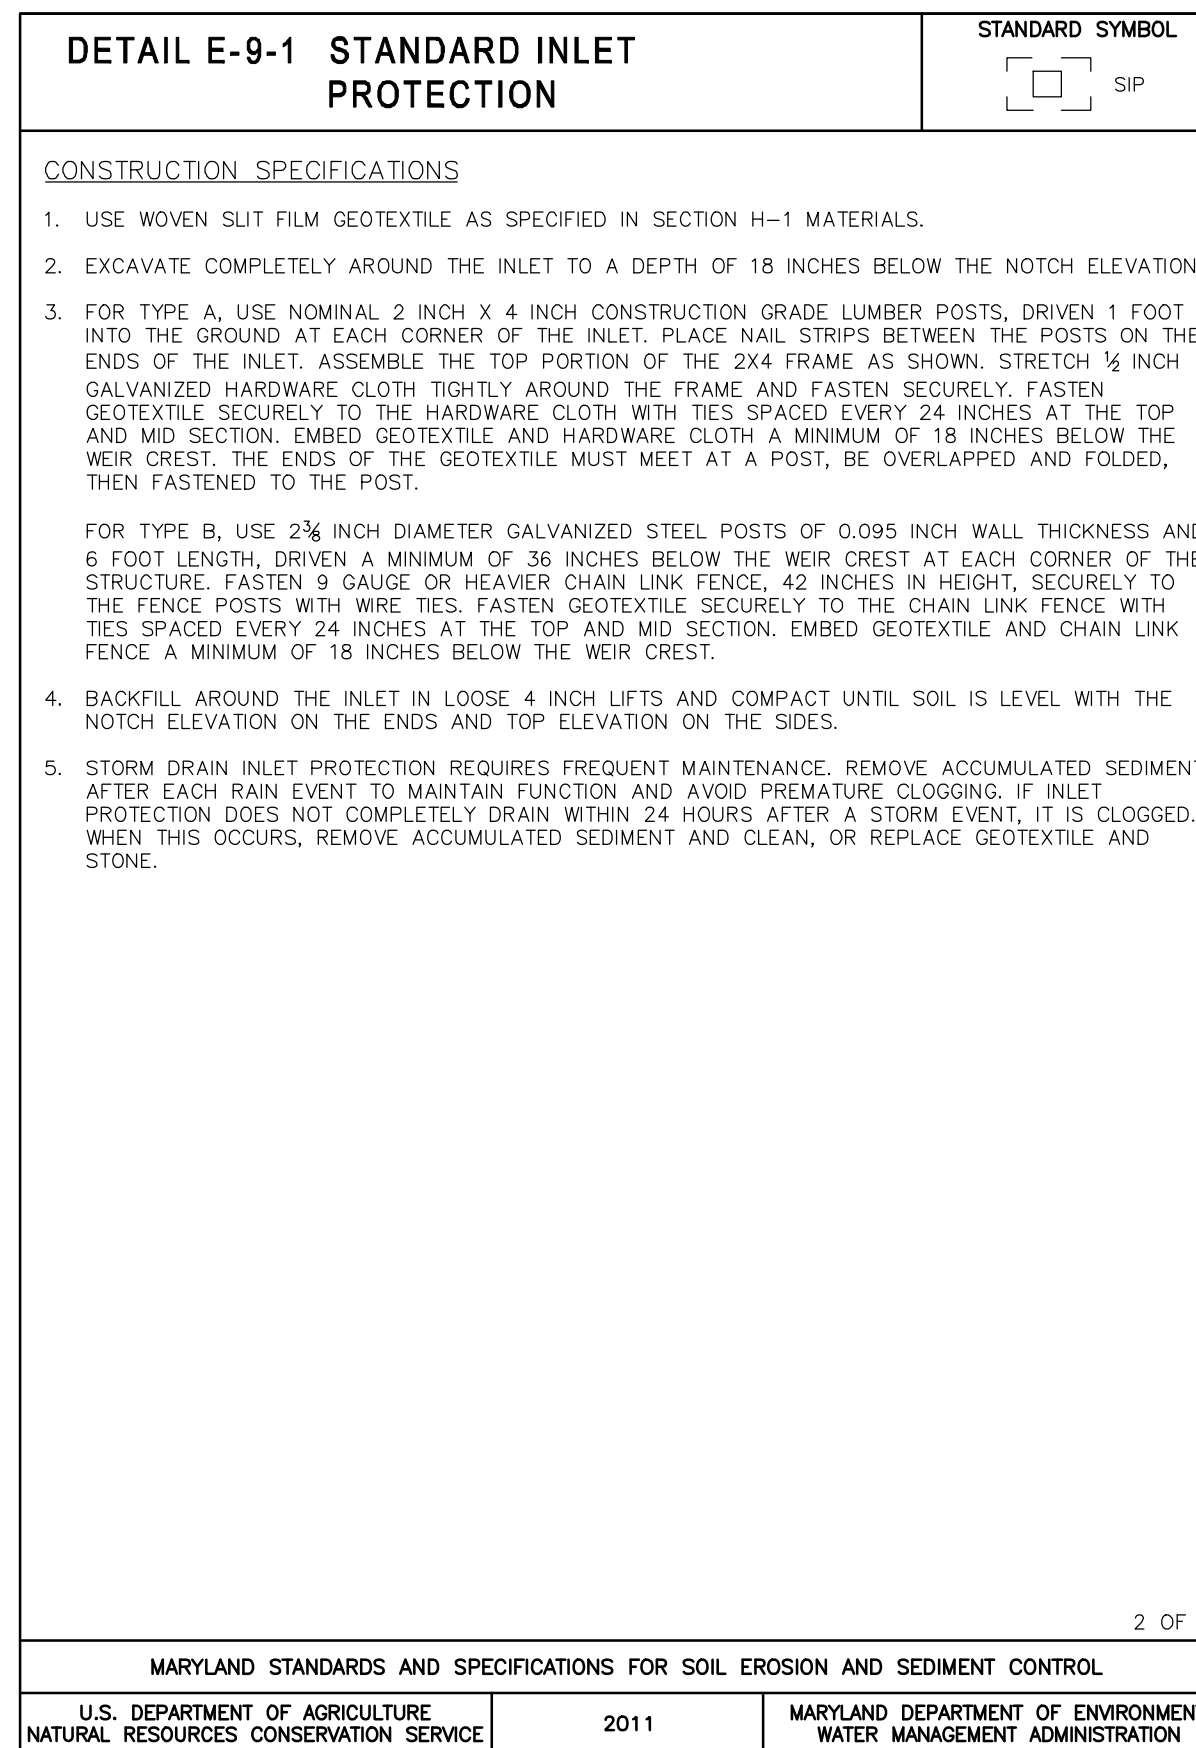 DETAIL E-9-1 STANDARD INLET
PROTECTION
STANDARD SYMBOL
SIP
CONSTRUCTION SPECIFICATIONS
1. USE WOVEN SLIT FILM GEOTEXTILE AS SPECIFIED IN SECTION H-1 MATERIALS.
2. EXCAVATE COMPLETELY AROUND THE INLET TO A DEPTH OF 18 INCHES BELOW THE NOTCH ELEVATION
3. FOR TYPE A, USE NOMINAL 2 INCH X 4 INCH CONSTRUCTION GRADE LUMBER POSTS, DRIVEN 1 FOOT
INTO THE GROUND AT EACH CORNER OF THE INLET. PLACE NAIL STRIPS BETWEEN THE POSTS ON THE
ENDS OF THE INLET. ASSEMBLE THE TOP PORTION OF THE 2X4 FRAME AS SHOWN. STRETCH ½ INCH
GALVANIZED HARDWARE CLOTH TIGHTLY AROUND THE FRAME AND FASTEN SECURELY. FASTEN
GEOTEXTILE SECURELY TO THE HARDWARE CLOTH WITH TIES SPACED EVERY 24 INCHES AT THE TOP
AND MID SECTION. EMBED GEOTEXTILE AND HARDWARE CLOTH A MINIMUM OF 18 INCHES BELOW THE
WEIR CREST. THE ENDS OF THE GEOTEXTILE MUST MEET AT A POST, BE OVERLAPPED AND FOLDED,
THEN FASTENED TO THE POST.
FOR TYPE B, USE 2⅜ INCH DIAMETER GALVANIZED STEEL POSTS OF 0.095 INCH WALL THICKNESS AND
6 FOOT LENGTH, DRIVEN A MINIMUM OF 36 INCHES BELOW THE WEIR CREST AT EACH CORNER OF THE
STRUCTURE. FASTEN 9 GAUGE OR HEAVIER CHAIN LINK FENCE, 42 INCHES IN HEIGHT, SECURELY TO
THE FENCE POSTS WITH WIRE TIES. FASTEN GEOTEXTILE SECURELY TO THE CHAIN LINK FENCE WITH
TIES SPACED EVERY 24 INCHES AT THE TOP AND MID SECTION. EMBED GEOTEXTILE AND CHAIN LINK
FENCE A MINIMUM OF 18 INCHES BELOW THE WEIR CREST.
4. BACKFILL AROUND THE INLET IN LOOSE 4 INCH LIFTS AND COMPACT UNTIL SOIL IS LEVEL WITH THE
NOTCH ELEVATION ON THE ENDS AND TOP ELEVATION ON THE SIDES.
5. STORM DRAIN INLET PROTECTION REQUIRES FREQUENT MAINTENANCE. REMOVE ACCUMULATED SEDIMENT
AFTER EACH RAIN EVENT TO MAINTAIN FUNCTION AND AVOID PREMATURE CLOGGING. IF INLET
PROTECTION DOES NOT COMPLETELY DRAIN WITHIN 24 HOURS AFTER A STORM EVENT, IT IS CLOGGED.
WHEN THIS OCCURS, REMOVE ACCUMULATED SEDIMENT AND CLEAN, OR REPLACE GEOTEXTILE AND
STONE.
2 OF
MARYLAND STANDARDS AND SPECIFICATIONS FOR SOIL EROSION AND SEDIMENT CONTROL
U.S. DEPARTMENT OF AGRICULTURE
NATURAL RESOURCES CONSERVATION SERVICE
2011
MARYLAND DEPARTMENT OF ENVIRONMENT
WATER MANAGEMENT ADMINISTRATION